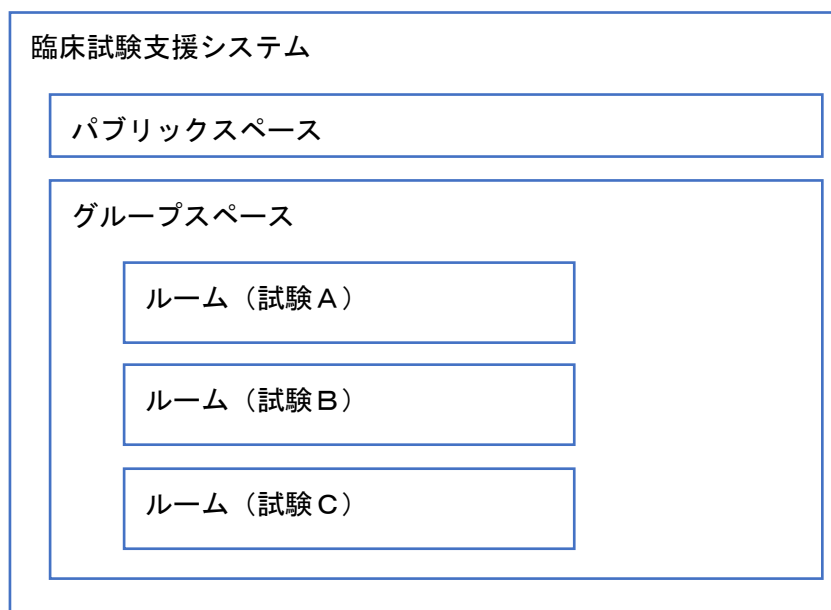 臨床試験支援システム
パブリックスペース
グループスペース
ルーム（試験Ａ）
ルーム（試験Ｂ）
ルーム（試験Ｃ）